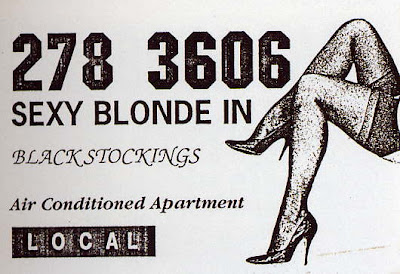 278 3606
SEXY BLONDE IN
BLACK STOCKINGS
Air Conditioned Apartment
LOCAL